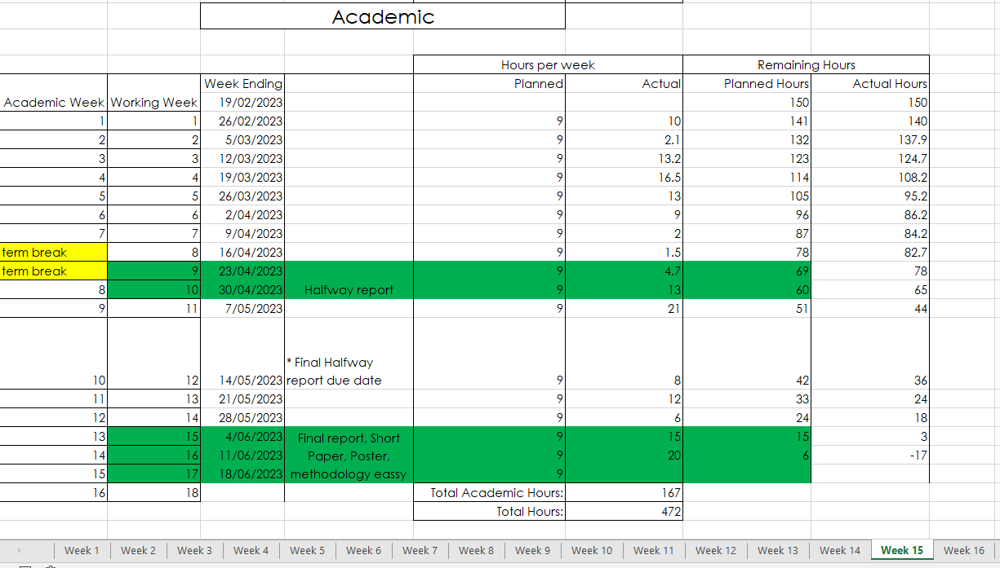 Academic
Hours per week Remaining Hours
Week Ending Planned Actual Planned Hours Actual Hours
Academic Week Working Week 19/02/2023 150 150
1 1 26/02/2023 9 10 141 140
2 2 5/03/2023 9 2.1 132 137.9
3 3 12/03/2023 9 13.2 123 124.7
4 4 19/03/2023 9 16.5 114 108.2
5 5 26/03/2023 9 13 105 95.2
6 6 2/04/2023 9 9 96 86.2
7 7 9/04/2023 9 2 87 84.2
term break 8 16/04/2023 9 1.5 78 82.7
term break 9 23/04/2023 9 4.7 69 78
8 10 30/04/2023 Halfway report 9 13 60 65
9 11 7/05/2023 9 21 51 44
* Final Halfway
10 12 14/05/2023 report due date 9 8 42 36
11 13 21/05/2023 9 12 33 24
12 14 28/05/2023 9 6 24 18
13 15 4/06/2023 Final report, Short 9 15 15 3
14 16 11/06/2023 Paper, Poster, 9 20 6 -17
15 17 18/06/2023 methodology eassy 9
16 18 Total Academic Hours: 167
Total Hours: 472
Week 1 Week 2 Week 3 Week 4 Week 5 Week 6 Week 7 Week 8 Week 9 Week 10 Week 11 Week 12 Week 13 Week 14 Week 15 Week 16